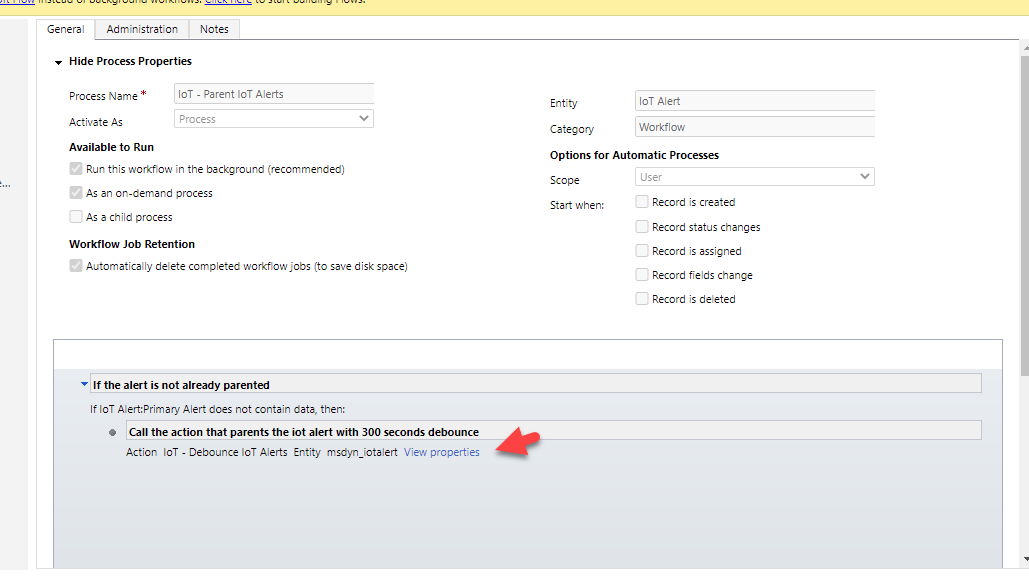 instead of background workflows. Click here to start building Flows.
General Administration Notes
Hide Process Properties
Process Name * IoT - Parent IoT Alerts
Activate As Process
Available to Run
Run this workflow in the background (recommended)
As an on-demand process
As a child process
Workflow Job Retention
Automatically delete completed workflow jobs (to save disk space)
Entity IoT Alert
Category Workflow
Options for Automatic Processes
Scope User
Start when: Record is created
Record status changes
Record is assigned
Record fields change
Record is deleted
e...
If the alert is not already parented
If IoT Alert:Primary Alert does not contain data, then:
Call the action that parents the iot alert with 300 seconds debounce
Action IoT - Debounce IoT Alerts Entity msdyn_iotalert View properties